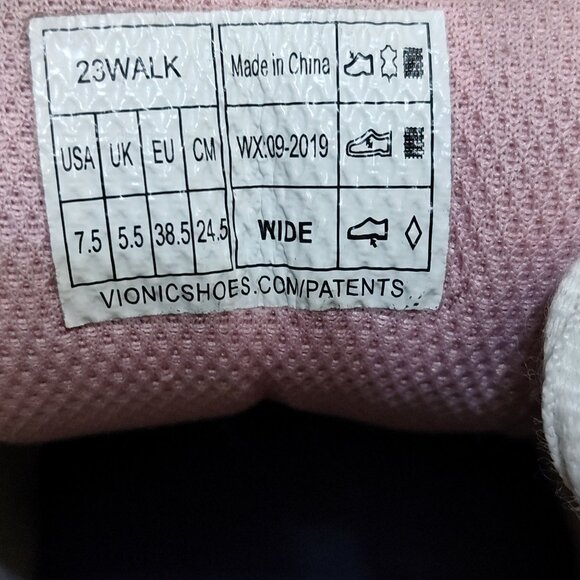 23WALK
Made in China
USA UK EU CM
WX:09-2019
7.5 5.5 38.5 24.5
WIDE
VIONICSHOES.COM/PATENTS